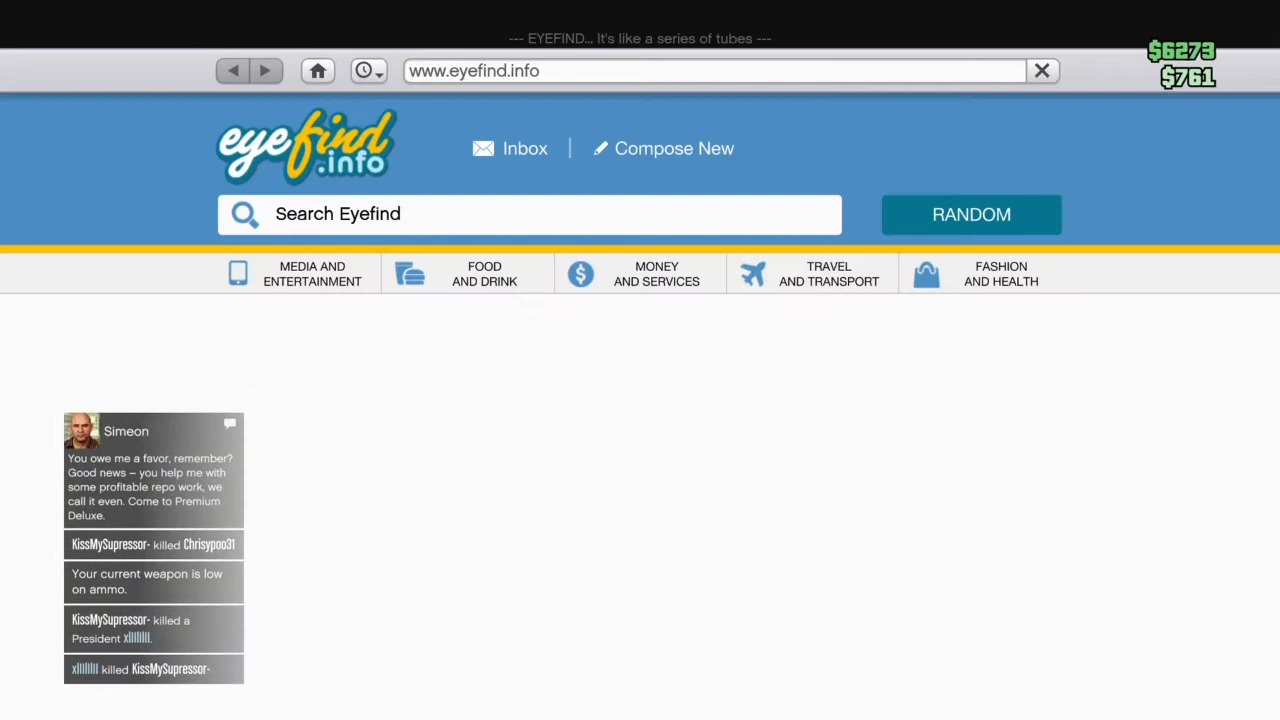 --- EYEFIND... It's like a series of tubes ---
$6273
$761
www.eyefind.info
eyefind
.info
Inbox
Compose New
Search Eyefind
RANDOM
MEDIA AND
ENTERTAINMENT
FOOD
AND DRINK
MONEY
AND SERVICES
TRAVEL
AND TRANSPORT
FASHION
AND HEALTH
Simeon
You owe me a favor, remember?
Good news – you help me with
some profitable repo work, we
call it even. Come to Premium
Deluxe.
KissMySupressor- killed Chrisypoo31
Your current weapon is low
on ammo.
KissMySupressor- killed a
President
killed KissMySupressor-